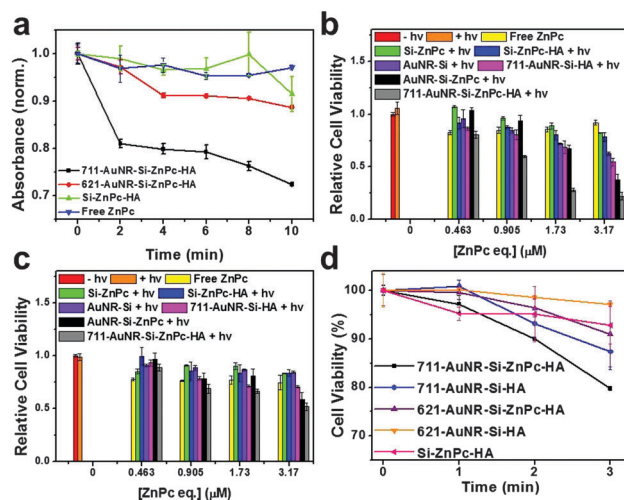 a
Absorbance (norm.)
1.0
0.9
0.8
0.7
711-AuNR-Si-ZnPc-HA
621-AuNR-Si-ZnPc-HA
Si-ZnPc-HA
Free ZnPc
0 2 4 6 8 10
Time (min)
b
Relative Cell Viability
2.0
1.5
1.0
0.5
0.0
- hv + hv Free ZnPc
Si-ZnPc + hv Si-ZnPc-HA + hv
AuNR-Si + hv 711-AuNR-Si-HA + hv
AuNR-Si-ZnPc + hv
711-AuNR-Si-ZnPc-HA + hv
0 0.463 0.905 1.73 3.17
[ZnPc eq.] (µM)
c
Relative Cell Viability
2.0
1.5
1.0
0.5
0.0
- hv + hv Free ZnPc
Si-ZnPc + hv Si-ZnPc-HA + hv
AuNR-Si + hv 711-AuNR-Si-HA + hv
AuNR-Si-ZnPc + hv
711-AuNR-Si-ZnPc-HA + hv
0 0.463 0.905 1.73 3.17
[ZnPc eq.] (µM)
d
Cell Viability (%)
100
90
80
70
711-AuNR-Si-ZnPc-HA
711-AuNR-Si-HA
621-AuNR-Si-ZnPc-HA
621-AuNR-Si-HA
Si-ZnPc-HA
0 1 2 3
Time (min)